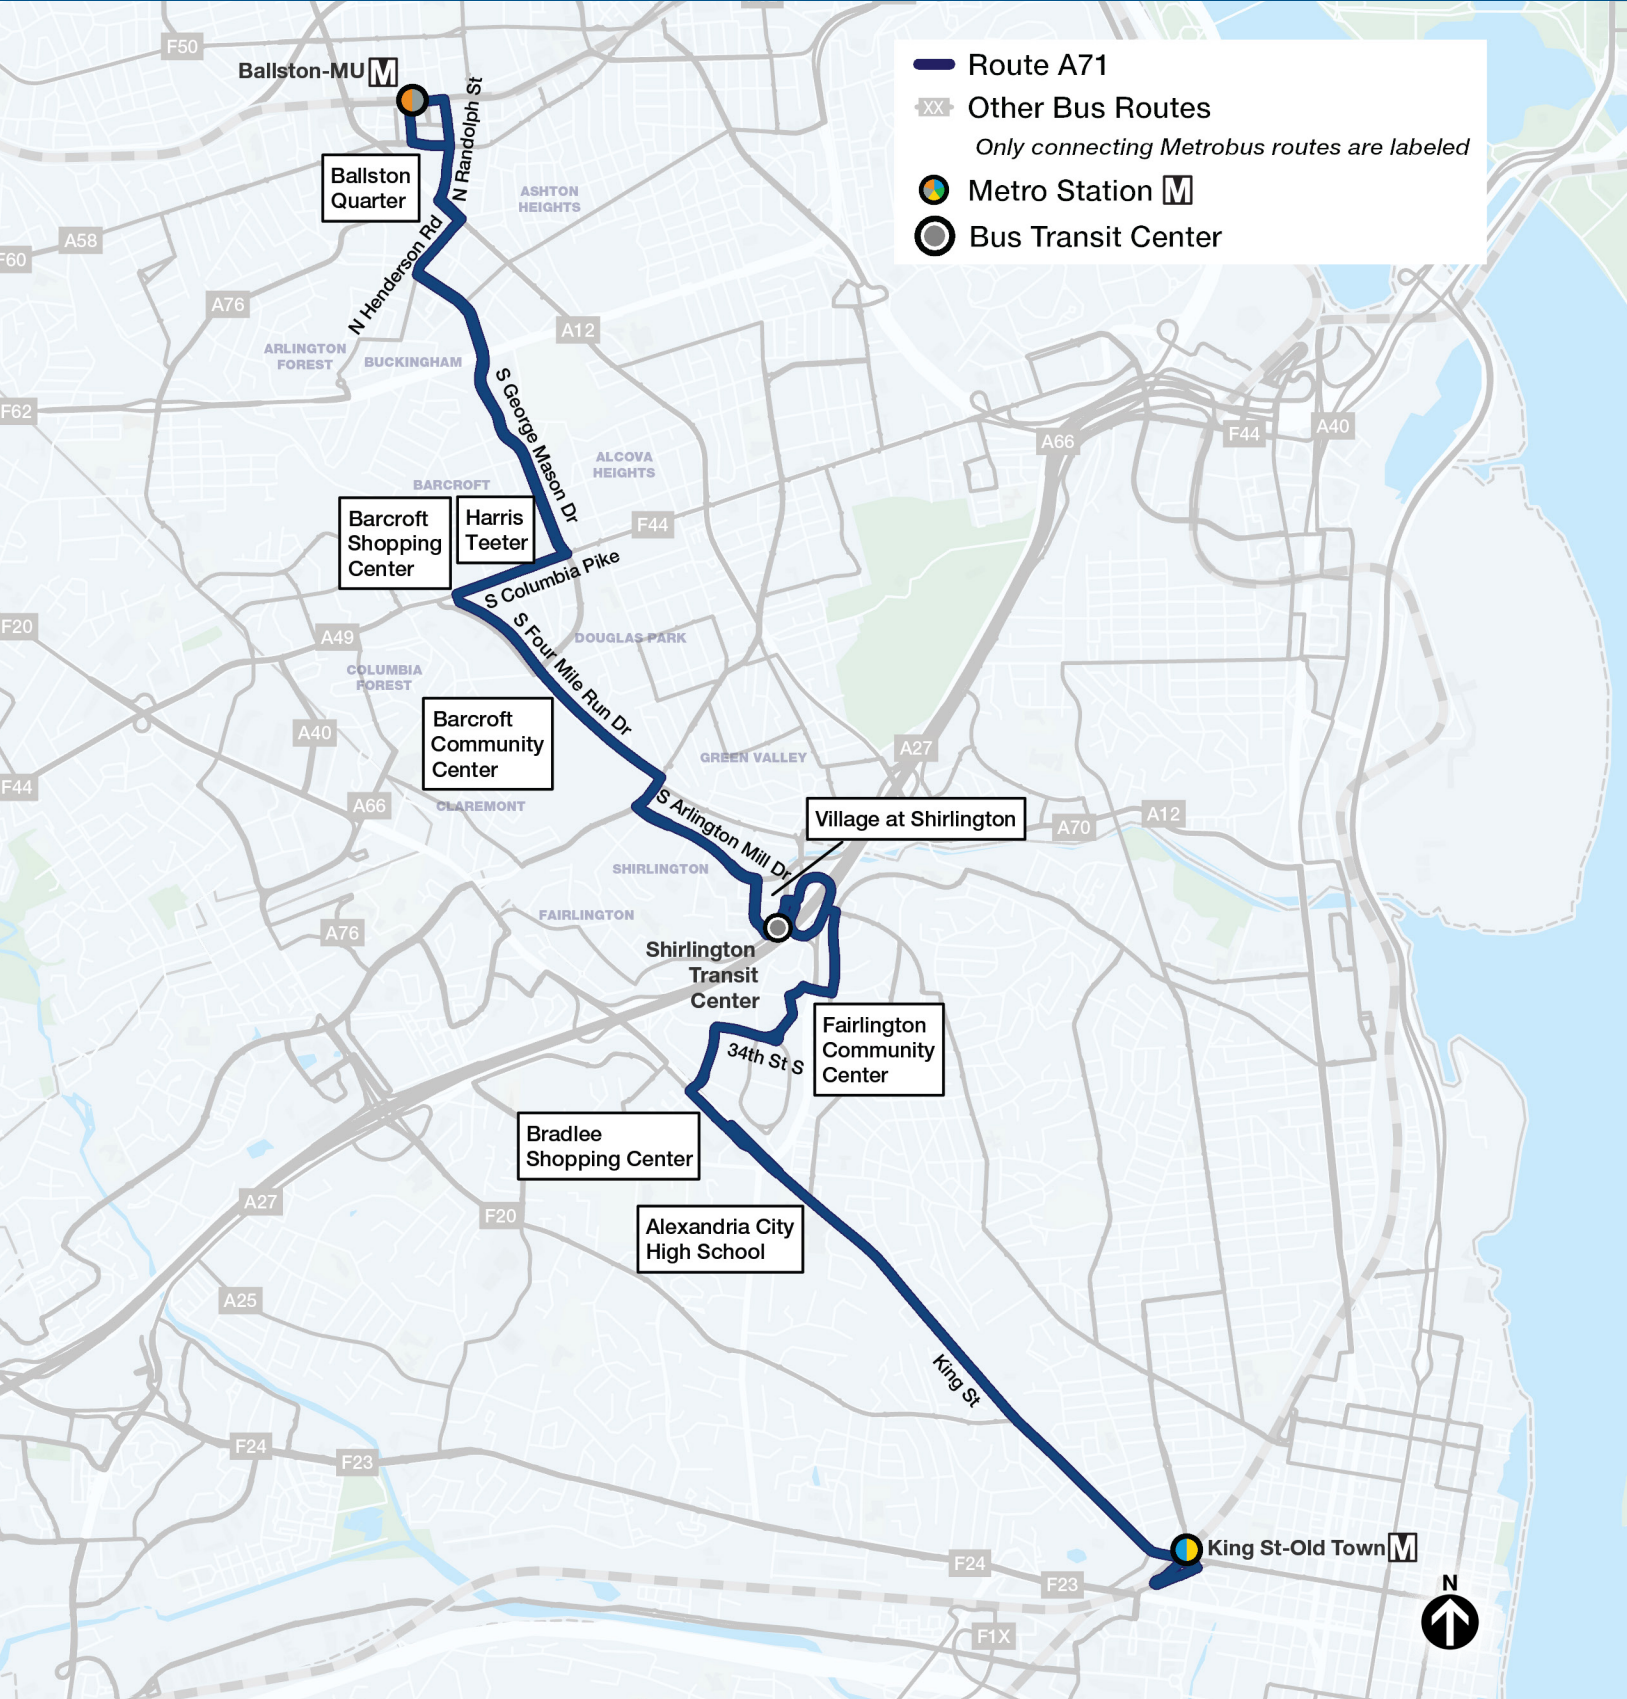 Route A71
XX
Other Bus Routes
Only connecting Metrobus routes are labeled
Metro Station M
Bus Transit Center
F50
Ballston-MU M
N Randolph St
Ballston
Quarter
ASHTON
HEIGHTS
A58
F60
N Henderson Rd
A76
A12
ARLINGTON
FOREST
BUCKINGHAM
F62
S George Mason Dr
A66
F44
A40
ALCOVA
HEIGHTS
BARCROFT
Barcroft
Shopping
Center
Harris
Teeter
F44
S Columbia Pike
F20
A49
S Four Mile Run Dr
DOUGLAS PARK
COLUMBIA
FOREST
Barcroft
Community
Center
A40
A27
GREEN VALLEY
F44
A66
CLAREMONT
S Arlington Mill Dr
Village at Shirlington
A70
A12
SHIRLINGTON
FAIRLINGTON
A76
Shirlington
Transit
Center
Fairlington
Community
Center
34th St S
Bradlee
Shopping Center
A27
F20
Alexandria City
High School
A25
King St
F24
F23
King St-Old Town M
F24
F23
N
F1X